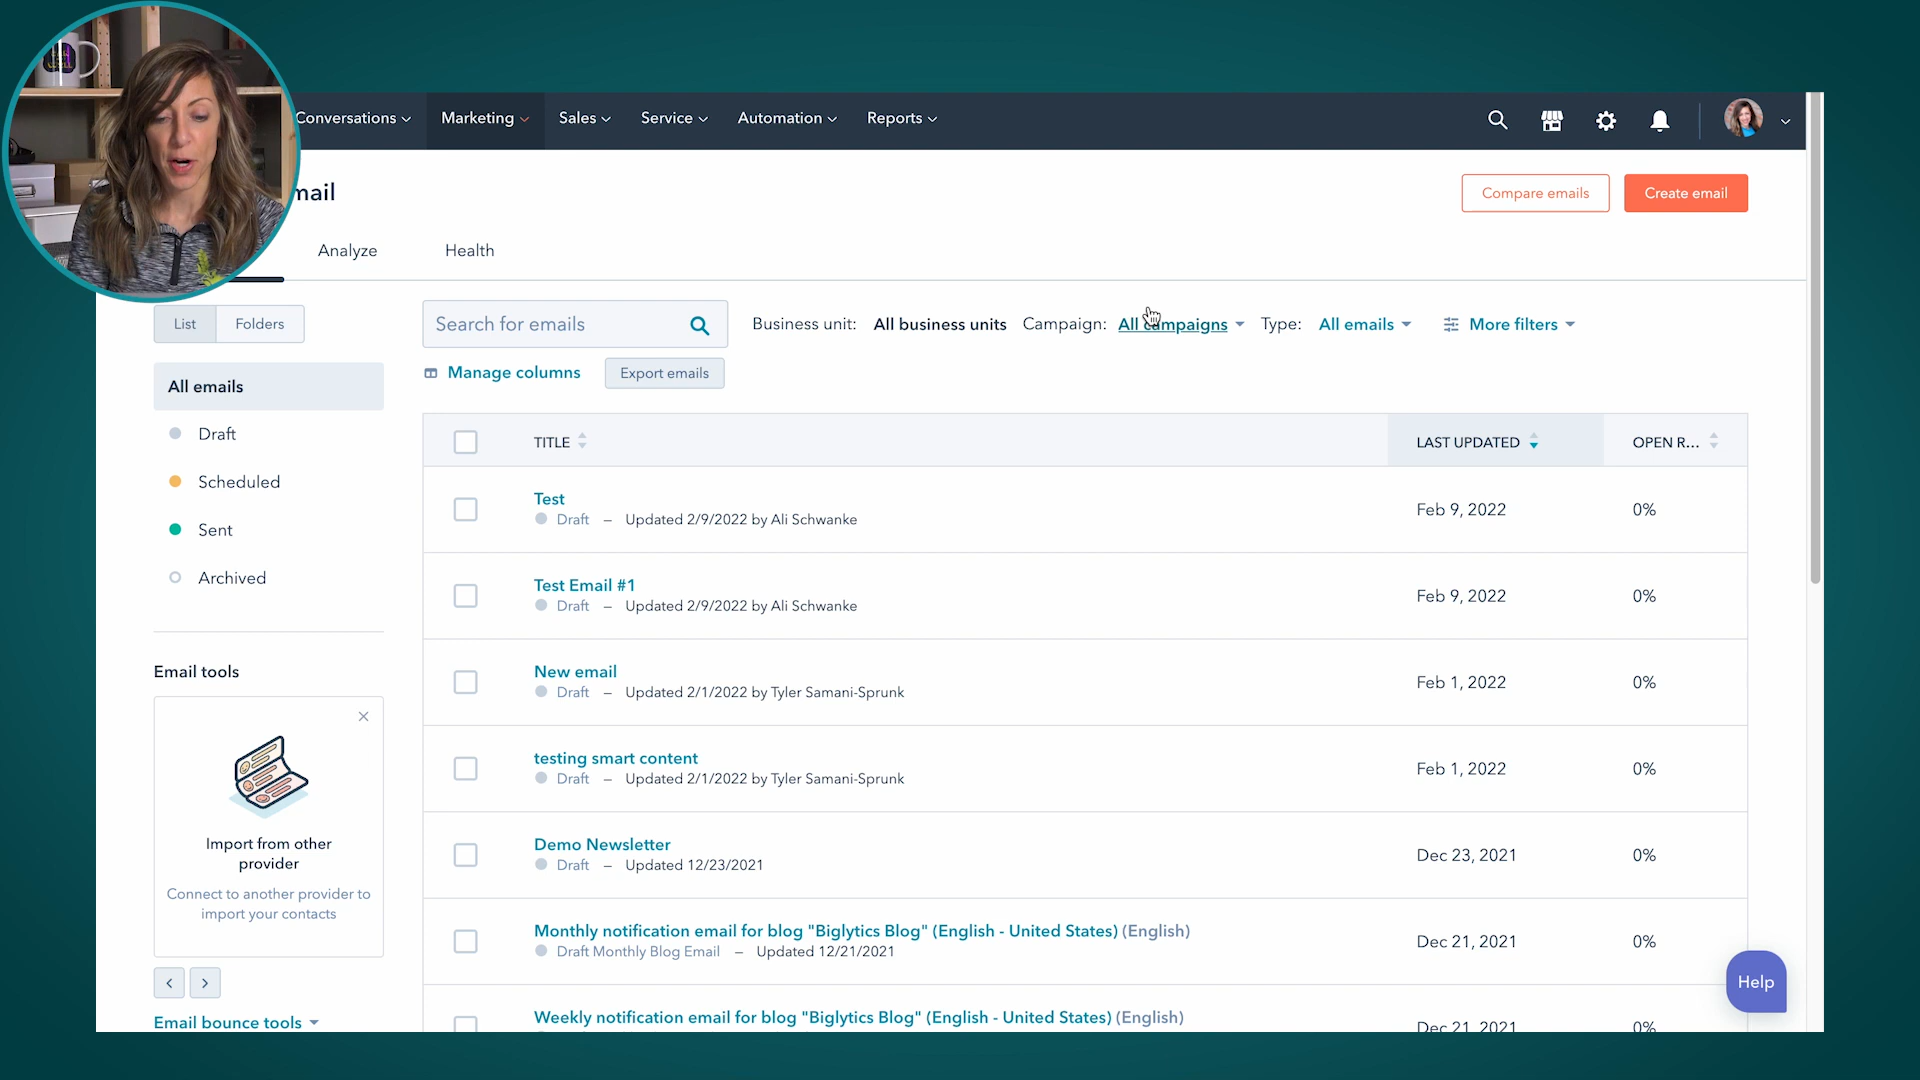 Conversations
Marketing
Sales
Service
Automation
Reports
mail
Compare emails
Create email
Analyze
Health
List
Folders
Search for emails
Business unit: All business units
Campaign: All campaigns
Type: All emails
More filters
Manage columns
Export emails
All emails
Draft
Scheduled
Sent
Archived
Email tools
Import from other
provider
Connect to another provider to
import your contacts
Email bounce tools
TITLE
LAST UPDATED
OPEN R...
Test
Draft – Updated 2/9/2022 by Ali Schwanke
Feb 9, 2022
0%
Test Email #1
Draft – Updated 2/9/2022 by Ali Schwanke
Feb 9, 2022
0%
New email
Draft – Updated 2/1/2022 by Tyler Samani-Sprunk
Feb 1, 2022
0%
testing smart content
Draft – Updated 2/1/2022 by Tyler Samani-Sprunk
Feb 1, 2022
0%
Demo Newsletter
Draft – Updated 12/23/2021
Dec 23, 2021
0%
Monthly notification email for blog "Biglytics Blog" (English - United States) (English)
Draft Monthly Blog Email – Updated 12/21/2021
Dec 21, 2021
0%
Weekly notification email for blog "Biglytics Blog" (English - United States) (English)
Dec 21, 2021
0%
Help